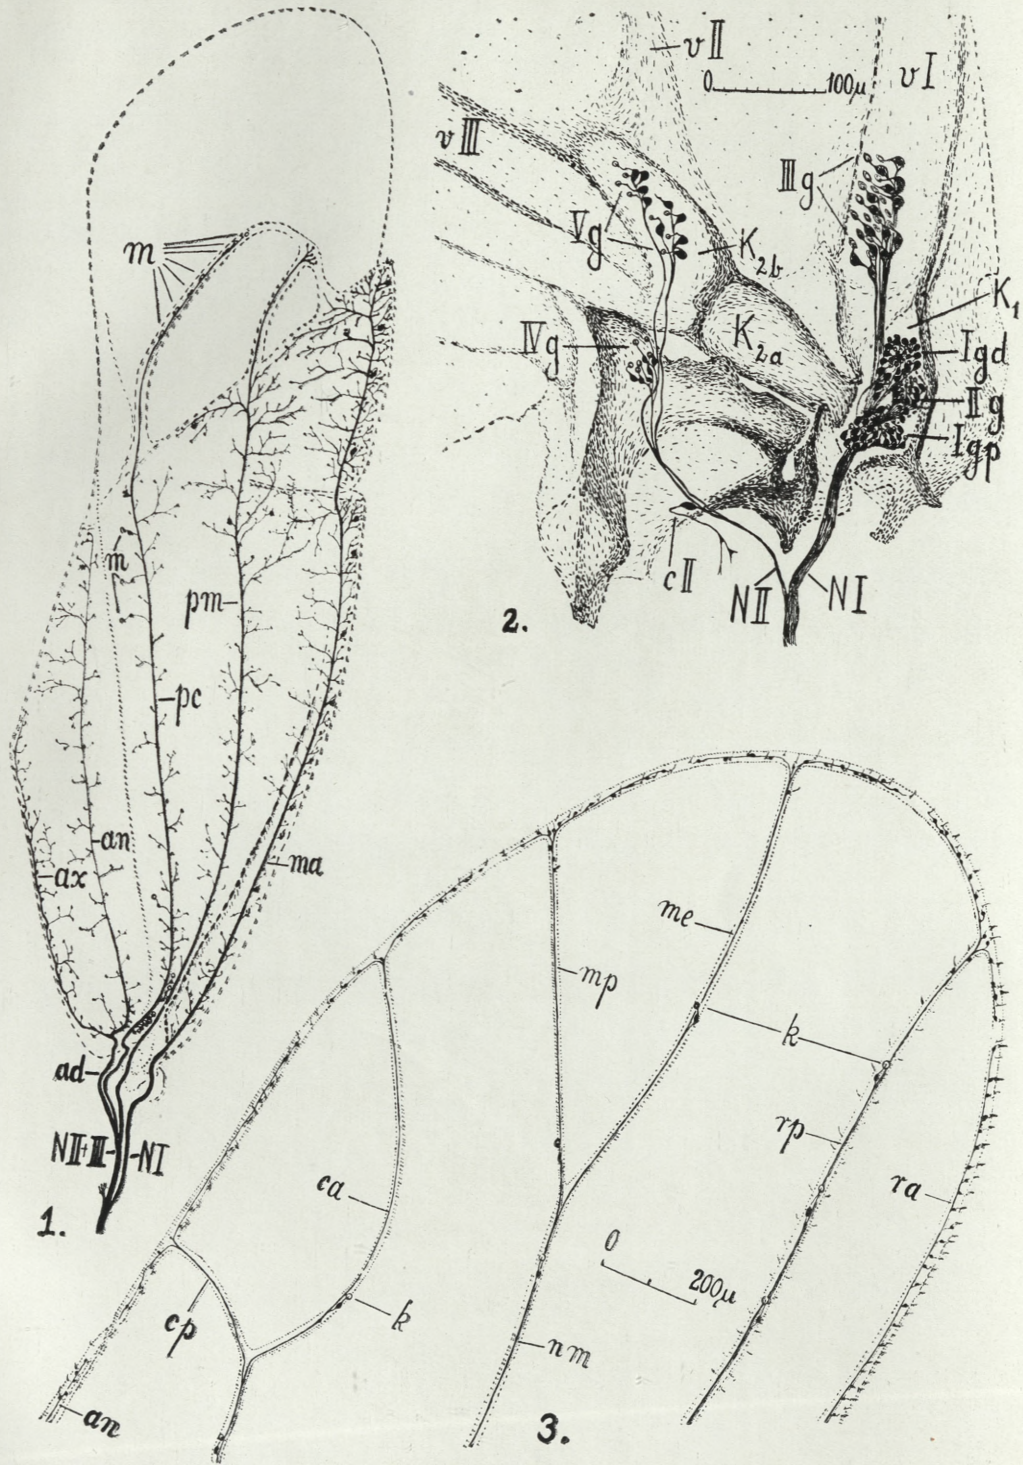 m
m
pm
pc
an
ax
ma
ad
NII+III
NI
1.
vII
0 100µ
vI
vIII
IIIg
Vg
K2b
K1
IVg
K2a
Igd
IIg
Igp
cII
NII
NI
2.
me
mp
k
rp
ra
ca
0 200µ
cp
k
nm
an
3.